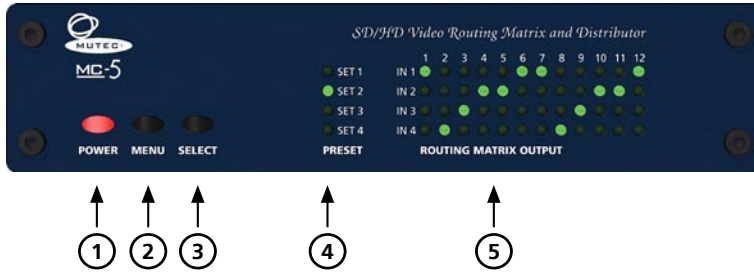 MUTEC
MC-5
SD/HD Video Routing Matrix and Distributor
1 2 3 4 5 6 7 8 9 10 11 12
SET 1 IN 1
SET 2 IN 2
SET 3 IN 3
SET 4 IN 4
POWER MENU SELECT PRESET ROUTING MATRIX OUTPUT
1 2 3 4 5